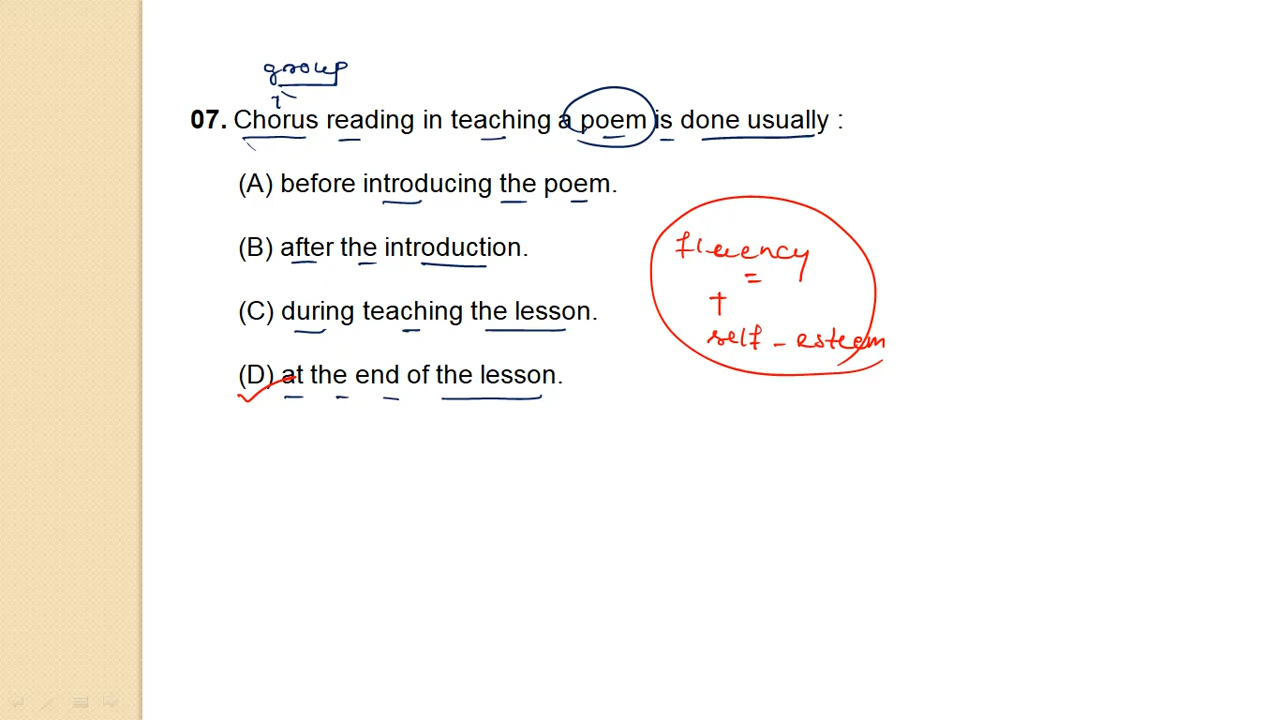 group
07. Chorus reading in teaching a poem is done usually :
(A) before introducing the poem.
(B) after the introduction.
fluency
+
self-esteem
(C) during teaching the lesson.
(D) at the end of the lesson.